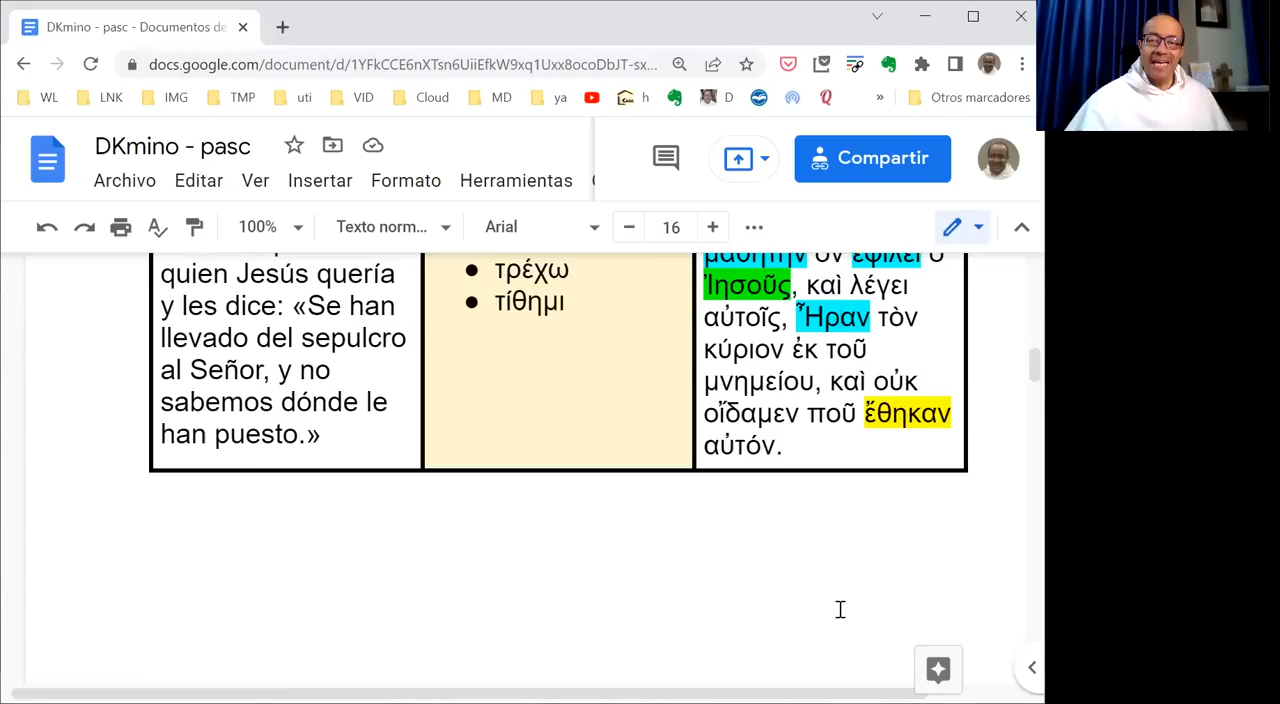 DKmino - pasc - Documentos de
docs.google.com/document/d/1YFkCCE6nXTsn6UiiEfkW9xq1Uxx8ocoDbJT-sx...
WL LNK IMG TMP uti VID Cloud MD ya h D » Otros marcadores
DKmino - pasc
Compartir
Archivo Editar Ver Insertar Formato Herramientas
100% Texto norm... Arial 16
quien Jesús quería
y les dice: «Se han
llevado del sepulcro
al Señor, y no
sabemos dónde le
han puesto.»
● τρέχω
● τίθημι
μαθητὴν ὃν ἐφίλει ὁ
Ἰησοῦς, καὶ λέγει
αὐτοῖς, Ἦραν τὸν
κύριον ἐκ τοῦ
μνημείου, καὶ οὐκ
οἴδαμεν ποῦ ἔθηκαν
αὐτόν.